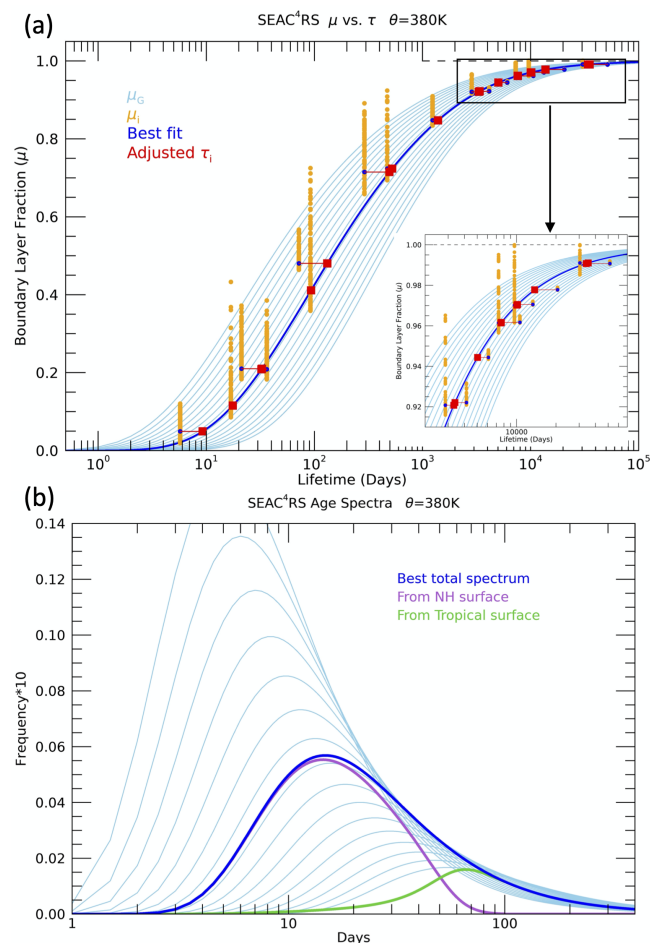 (a)
SEAC⁴RS μ vs. τ θ=380K
μ_G
μ_i
Best fit
Adjusted τ_i
Boundary Layer Fraction (μ)
1.0
0.8
0.6
0.4
0.2
0.0
10⁰
10¹
10²
10³
10⁴
10⁵
Lifetime (Days)
Boundary Layer Fraction (μ)
1.00
0.98
0.96
0.94
0.92
10000
Lifetime (Days)
(b)
SEAC⁴RS Age Spectra θ=380K
Best total spectrum
From NH surface
From Tropical surface
Frequency*10
0.14
0.12
0.10
0.08
0.06
0.04
0.02
0.00
1
10
100
Days